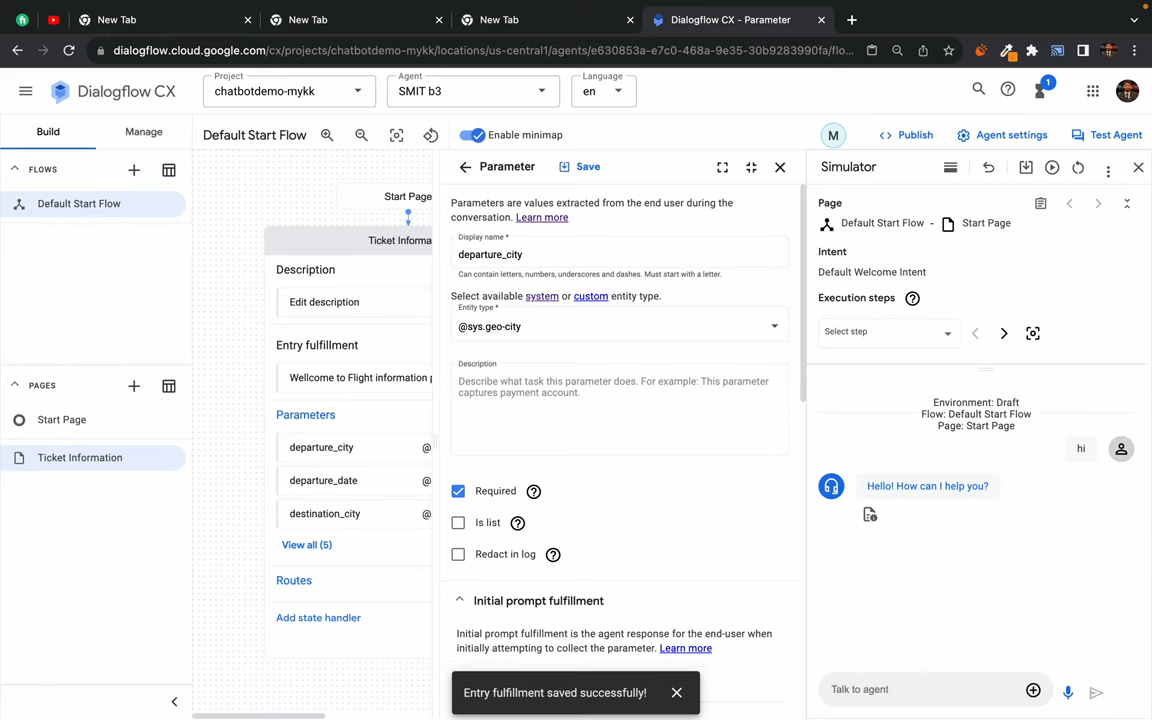 New Tab
New Tab
New Tab
Dialogflow CX - Parameter
dialogflow.cloud.google.com/cx/projects/chatbotdemo-mykk/locations/us-central1/agents/e630853a-e7c0-468a-9e35-30b9283990fa/flo...
Dialogflow CX
Project
chatbotdemo-mykk
Agent
SMIT b3
Language
en
1
Build
Manage
Default Start Flow
Enable minimap
M
Publish
Agent settings
Test Agent
FLOWS
Default Start Flow
PAGES
Start Page
Ticket Information
Start Page
Ticket Informa
Description
Edit description
Entry fulfillment
Wellcome to Flight information p
Parameters
departure_city @
departure_date @
destination_city @
View all (5)
Routes
Add state handler
Parameter
Save
Parameters are values extracted from the end user during the
conversation. Learn more
Display name *
departure_city
Can contain letters, numbers, underscores and dashes. Must start with a letter.
Select available system or custom entity type.
Entity type *
@sys.geo-city
Description
Describe what task this parameter does. For example: This parameter
captures payment account.
Required
Is list
Redact in log
Initial prompt fulfillment
Initial prompt fulfillment is the agent response for the end-user when
initially attempting to collect the parameter. Learn more
Entry fulfillment saved successfully!
Simulator
Page
Default Start Flow - Start Page
Intent
Default Welcome Intent
Execution steps
Select step
Environment: Draft
Flow: Default Start Flow
Page: Start Page
hi
Hello! How can I help you?
Talk to agent